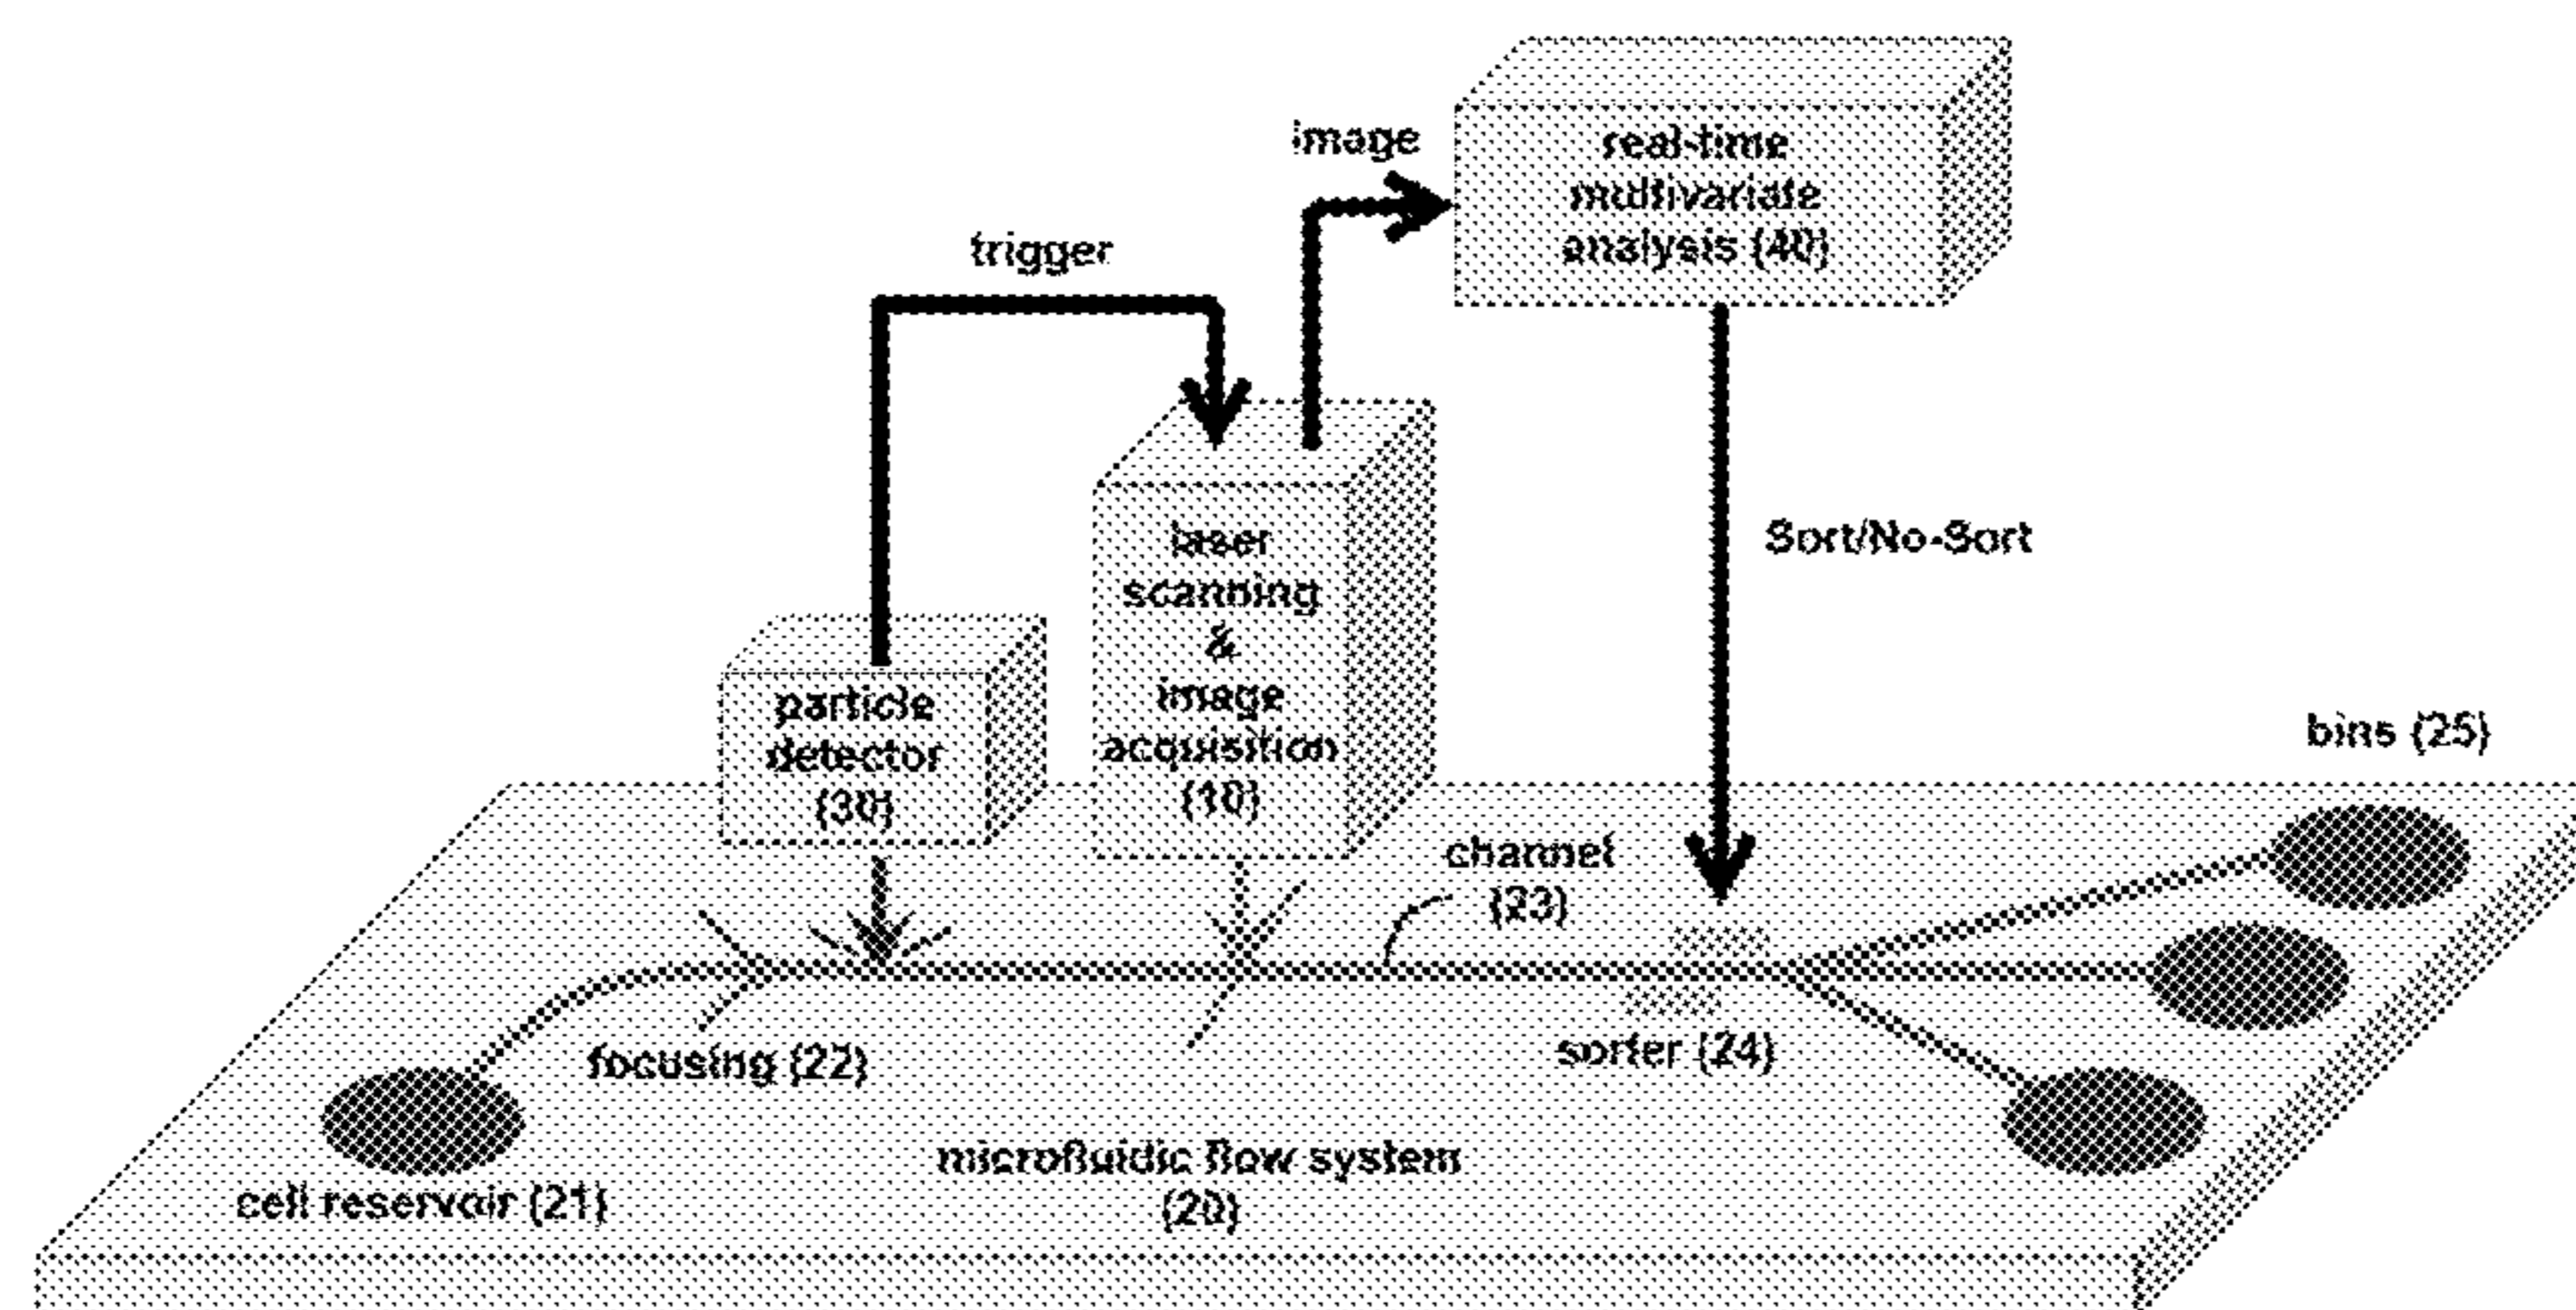 image
real-time
multivariate
analysis (40)
trigger
laser
scanning
&
image
acquisition
(10)
Sort/No-Sort
particle
detector
(30)
bins (25)
channel
(23)
focusing (22)
sorter (24)
cell reservoir (21)
microfluidic flow system
(20)